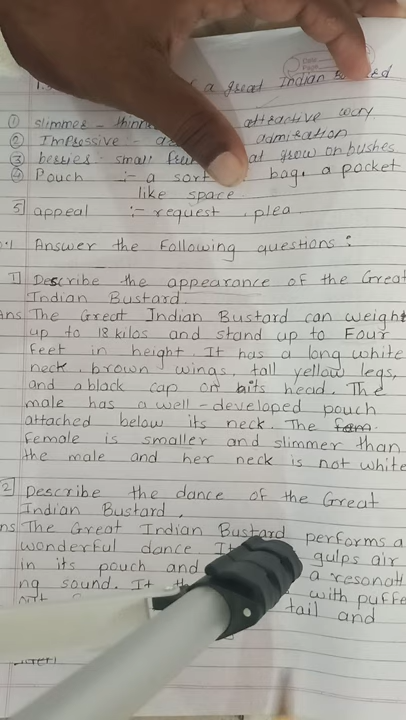 of a great Indian
① slimmer - attractive way.
② Impressive - admiration
③ berries - small grow on bushes
④ Pouch :- a sort bag, a pocket
like space.
5] appeal :- request, plea
Answer the following questions:
1] Describe the appearance of the Great
Indian Bustard.
Ans The Great Indian Bustard can weight
up to 18 kilos and stand up to Four
feet in height. It has a long white
neck, brown wings, tall yellow legs,
and a black cap on its head. The
male has a well-developed pouch
attached below its neck. The
Female is smaller and slimmer than
the male and her neck is not white
2] Describe the dance of the Great
Indian Bustard.
ns The Great Indian Bustard performs a
wonderful dance. It gulps air
in its pouch and a resonati
ng sound. It with puffe
tail and